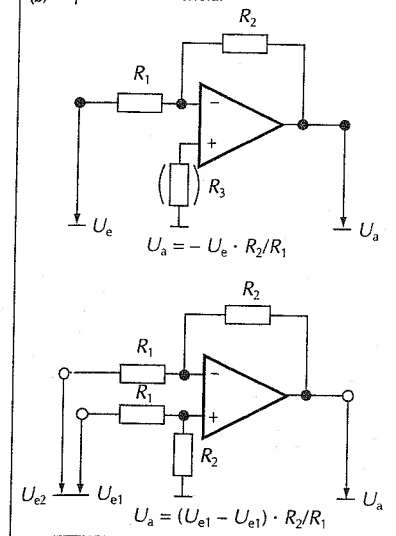 R₂
R₁
−
+
R₃
Uₑ
Uₐ
Uₐ = − Uₑ · R₂/R₁
R₂
R₁
−
R₁
+
R₂
Uₑ₂ Uₑ₁
Uₐ
Uₐ = (Uₑ₁ − Uₑ₂) · R₂/R₁